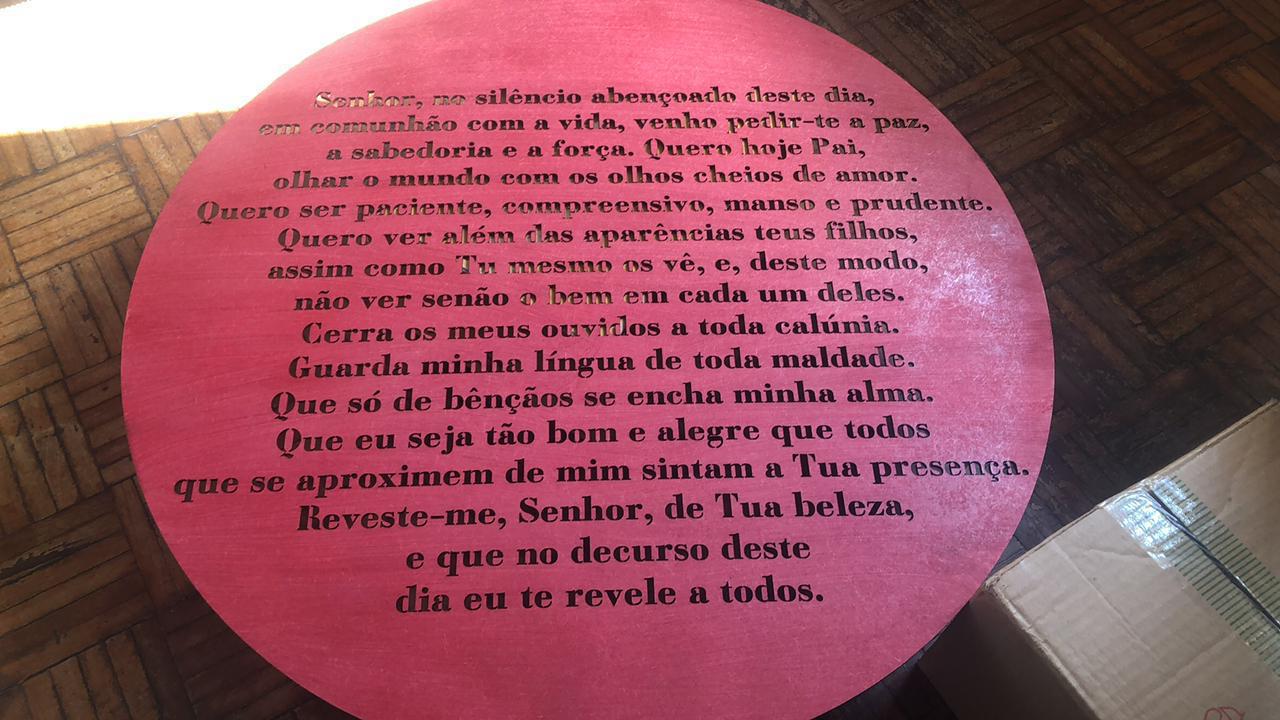 Senhor, no silêncio abençoado deste dia,
em comunhão com a vida, venho pedir-te a paz,
a sabedoria e a força. Quero hoje Pai,
olhar o mundo com os olhos cheios de amor.
Quero ser paciente, compreensivo, manso e prudente.
Quero ver além das aparências teus filhos,
assim como Tu mesmo os vê, e, deste modo,
não ver senão o bem em cada um deles.
Cerra os meus ouvidos a toda calúnia.
Guarda minha língua de toda maldade.
Que só de bênçãos se encha minha alma.
Que eu seja tão bom e alegre que todos
que se aproximem de mim sintam a Tua presença.
Reveste-me, Senhor, de Tua beleza,
e que no decurso deste
dia eu te revele a todos.